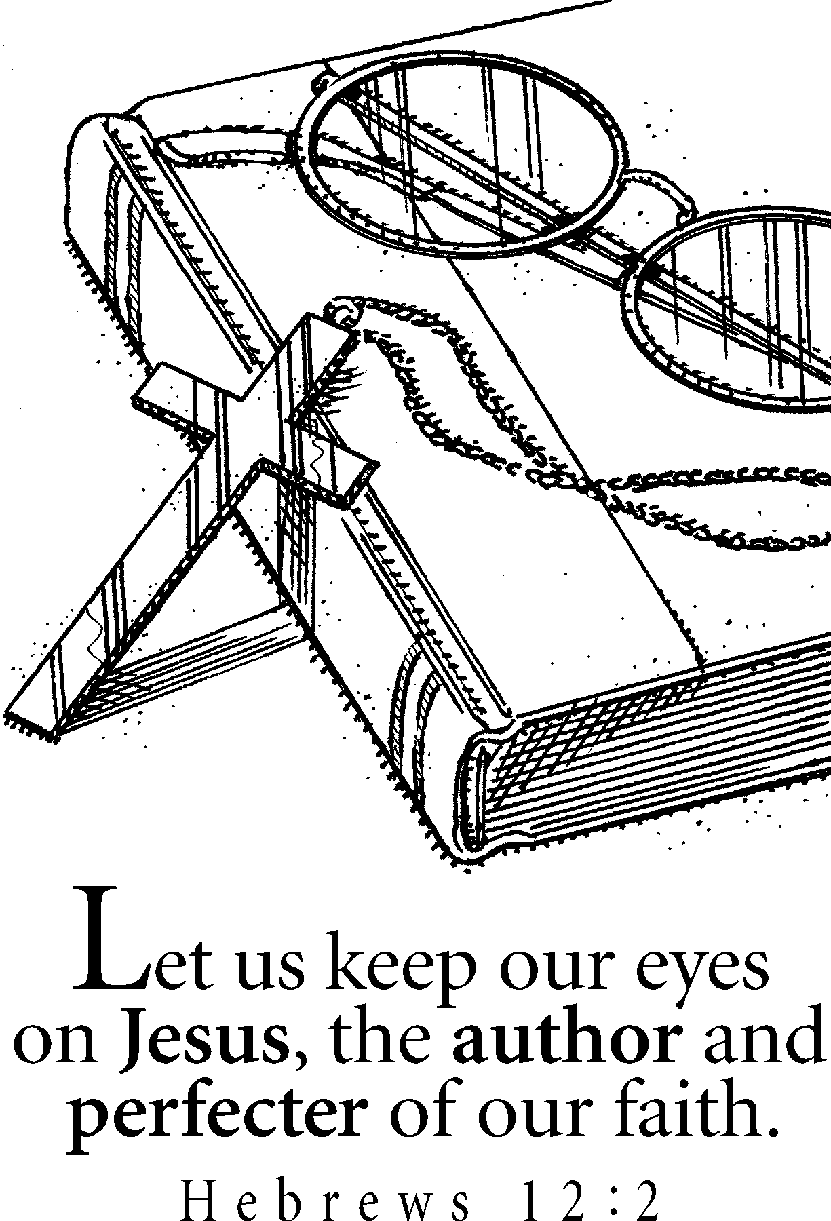 Let us keep our eyes
on Jesus, the author and
perfecter of our faith.
Hebrews 12:2